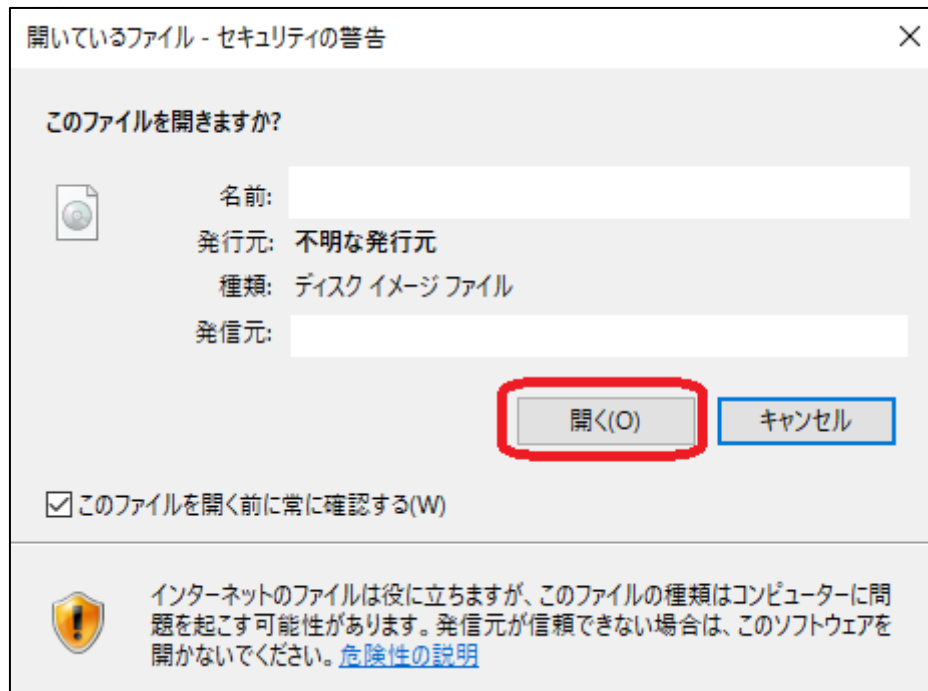 開いているファイル - セキュリティの警告
このファイルを開きますか?
名前:
発行元: 不明な発行元
種類: ディスク イメージ ファイル
発信元:
開く(O) キャンセル
このファイルを開く前に常に確認する(W)
インターネットのファイルは役に立ちますが、このファイルの種類はコンピューターに問
題を起こす可能性があります。発信元が信頼できない場合は、このソフトウェアを
開かないでください。危険性の説明